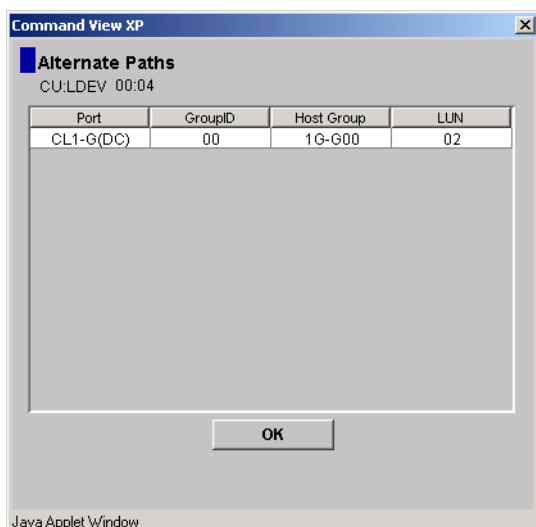 Command View XP
Alternate Paths
CU:LDEV 00:04
Port GroupID Host Group LUN
CL1-G(DC) 00 1G-G00 02
OK
Java Applet Window